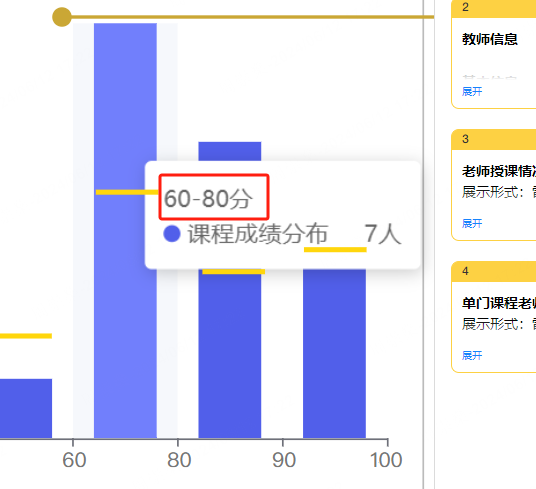 60-80分
课程成绩分布 7人
60 80 90 100
2
教师信息
展开
3
老师授课情
展示形式：
展开
4
单门课程老
展示形式：
展开